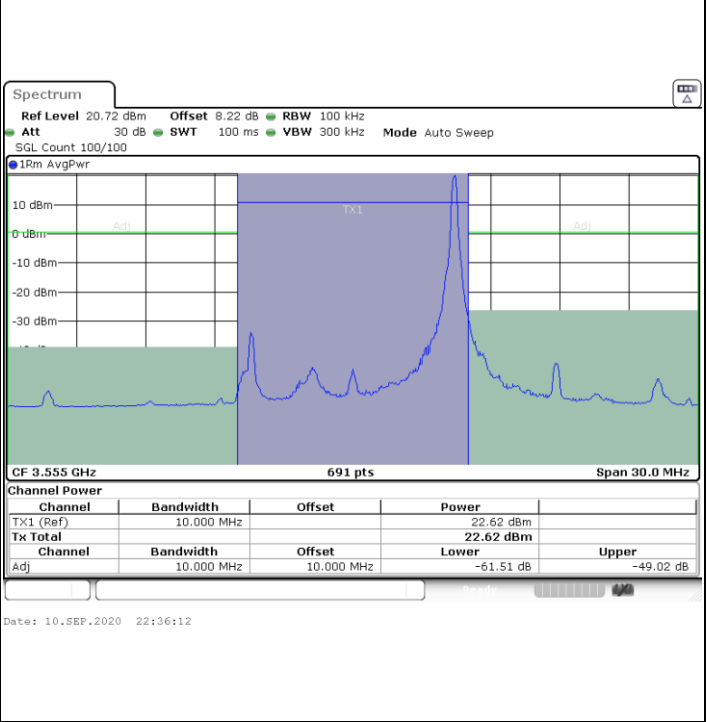 Spectrum
Ref Level 20.72 dBm Offset 8.22 dB RBW 100 kHz
Att 30 dB SWT 100 ms VBW 300 kHz Mode Auto Sweep
SGL Count 100/100
1Rm AvgPwr
10 dBm
TX1
Adj
Adj
0 dBm
-10 dBm
-20 dBm
-30 dBm
CF 3.555 GHz 691 pts Span 30.0 MHz
Channel Power
Channel Bandwidth Offset Power
TX1 (Ref) 10.000 MHz 22.62 dBm
Tx Total 22.62 dBm
Channel Bandwidth Offset Lower Upper
Adj 10.000 MHz 10.000 MHz -61.51 dB -49.02 dB
Ready
Date: 10.SEP.2020 22:36:12